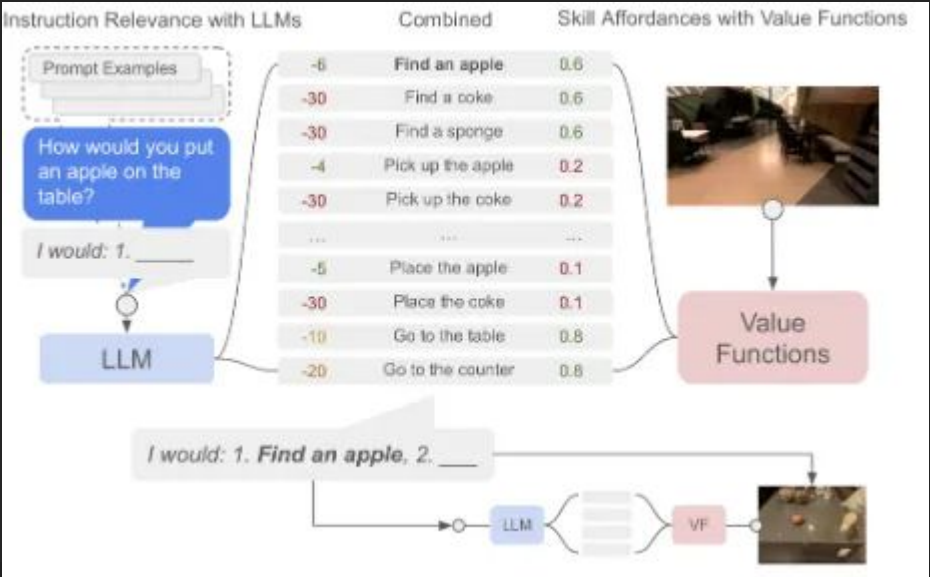 Instruction Relevance with LLMs
Combined
Skill Affordances with Value Functions
Prompt Examples
How would you put
an apple on the
table?
I would: 1. _____
LLM
-6 Find an apple 0.6
-30 Find a coke 0.6
-30 Find a sponge 0.6
-4 Pick up the apple 0.2
-30 Pick up the coke 0.2
... ... ...
-5 Place the apple 0.1
-30 Place the coke 0.1
-10 Go to the table 0.8
-20 Go to the counter 0.8
Value
Functions
I would: 1. Find an apple, 2. ___
LLM
VF